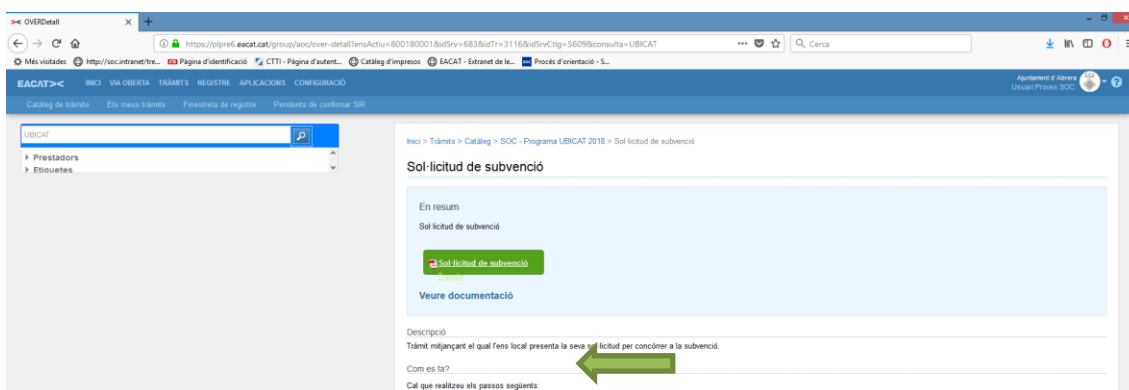 OVERDetall
https://plpre6.eacat.cat/group/aoc/over-detall?ensActiu=800180001&idSrv=683&idTr=3116&idSrvCtlg=5609&consulta=UBICAT
Cerca
Més visitades http://soc.intranet/tre... Pàgina d'identificació CTTI - Pàgina d'autent... Catàleg d'impresos EACAT - Extranet de le... Procés d'orientació - S...
EACAT>< INICI VIA OBERTA TRÀMITS REGISTRE APLICACIONS CONFIGURACIÓ
Ajuntament d'Abrera
Usuari Proves SOC
Catàleg de tràmits Els meus tràmits Finestreta de registre Pendents de confirmar SIR
UBICAT
Prestadors
Etiquetes
Inici > Tràmits > Catàleg > SOC - Programa UBICAT 2018 > Sol·licitud de subvenció
Sol·licitud de subvenció
En resum
Sol·licitud de subvenció
Sol·licitud de subvenció
Veure documentació
Descripció
Tràmit mitjançant el qual l'ens local presenta la seva sol·licitud per concórrer a la subvenció.
Com es fa?
Cal que realitzeu els passos següents: